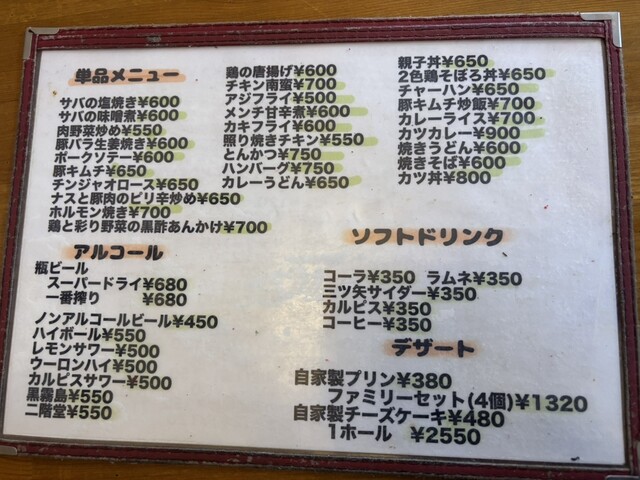 単品メニュー
サバの塩焼き¥600
サバの味噌煮¥600
肉野菜炒め¥550
豚バラ生姜焼き¥600
ポークソテー¥600
豚キムチ¥650
チンジャオロース¥650
ナスと豚肉のピリ辛炒め¥650
ホルモン焼き¥700
鶏と彩り野菜の黒酢あんかけ¥700
鶏の唐揚げ¥600
チキン南蛮¥700
アジフライ¥500
メンチ甘辛煮¥600
カキフライ¥600
照り焼きチキン¥550
とんかつ¥750
ハンバーグ¥750
カレーうどん¥650
親子丼¥650
2色鶏そぼろ丼¥650
チャーハン¥650
豚キムチ炒飯¥700
カレーライス¥700
カツカレー¥900
焼きうどん¥600
焼きそば¥600
カツ丼¥800
アルコール
瓶ビール
スーパードライ¥680
一番搾り ¥680
ノンアルコールビール¥450
ハイボール¥550
レモンサワー¥500
ウーロンハイ¥500
カルピスサワー¥500
黒霧島¥550
二階堂¥550
ソフトドリンク
コーラ¥350 ラムネ¥350
三ツ矢サイダー¥350
カルピス¥350
コーヒー¥350
デザート
自家製プリン¥380
ファミリーセット(4個)¥1320
自家製チーズケーキ¥480
1ホール ¥2550